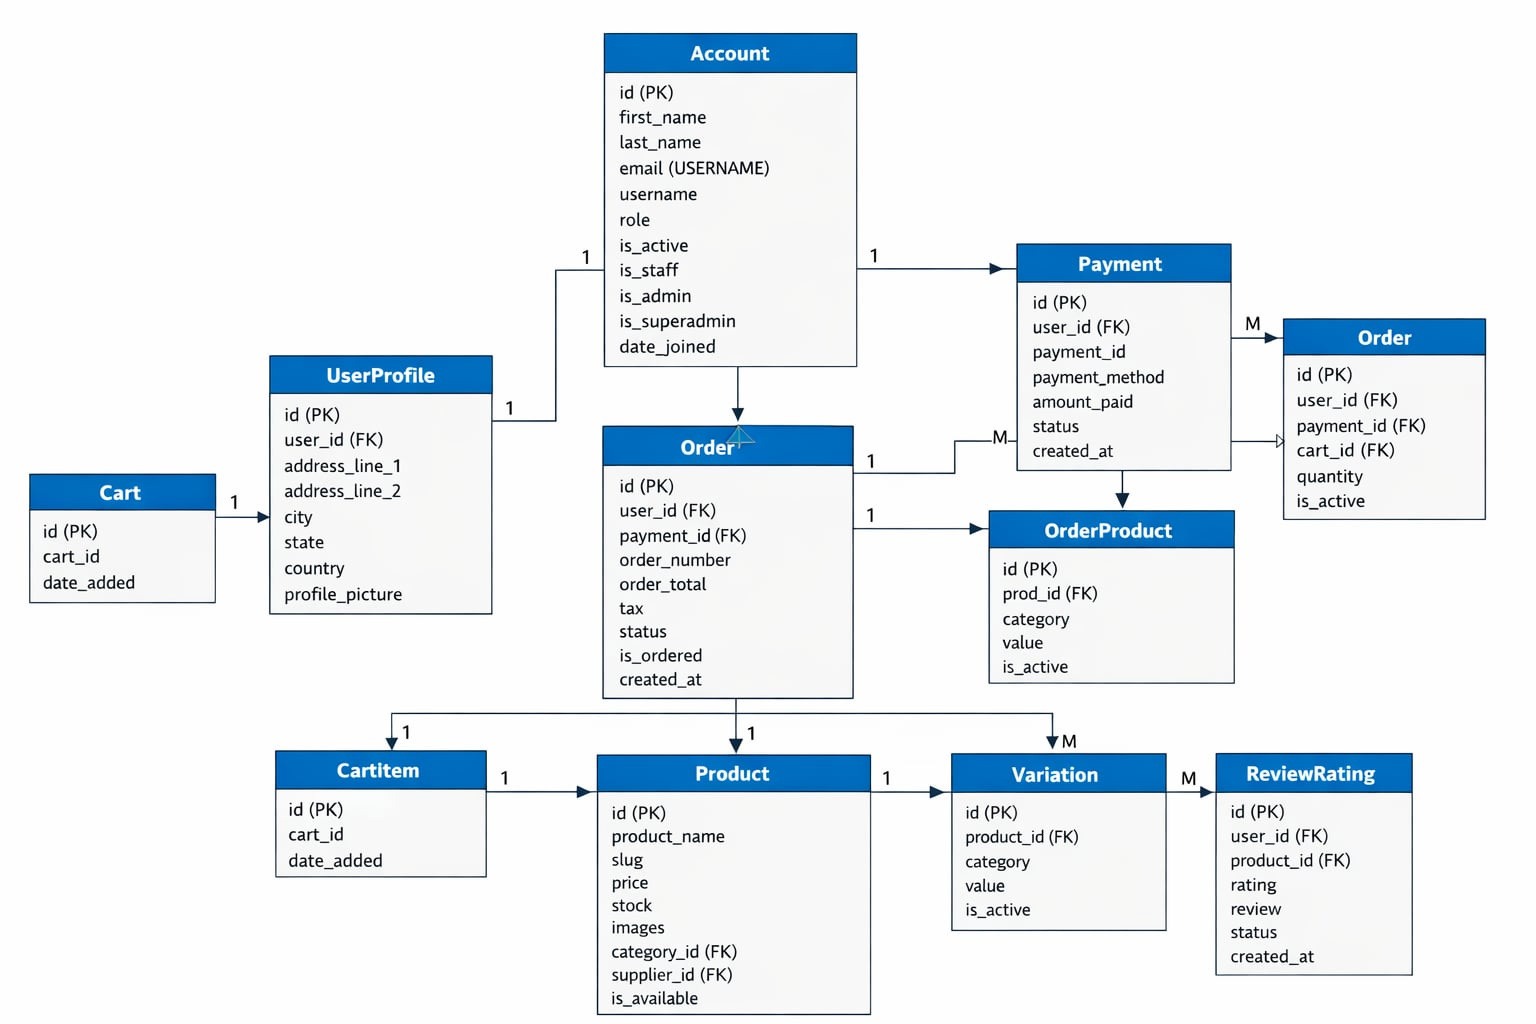 Account
id (PK)
first_name
last_name
email (USERNAME)
username
role
is_active
is_staff
is_admin
is_superadmin
date_joined
1
1
Payment
id (PK)
user_id (FK)
payment_id
payment_method
amount_paid
status
created_at
M
Order
id (PK)
user_id (FK)
payment_id (FK)
cart_id (FK)
quantity
is_active
UserProfile
id (PK)
user_id (FK)
address_line_1
address_line_2
city
state
country
profile_picture
1
Cart
id (PK)
cart_id
date_added
1
Order
id (PK)
user_id (FK)
payment_id (FK)
order_number
order_total
tax
status
is_ordered
created_at
1
M
1
OrderProduct
id (PK)
prod_id (FK)
category
value
is_active
1
1
M
CartItem
id (PK)
cart_id
date_added
1
Product
id (PK)
product_name
slug
price
stock
images
category_id (FK)
supplier_id (FK)
is_available
1
Variation
id (PK)
product_id (FK)
category
value
is_active
M
ReviewRating
id (PK)
user_id (FK)
product_id (FK)
rating
review
status
created_at